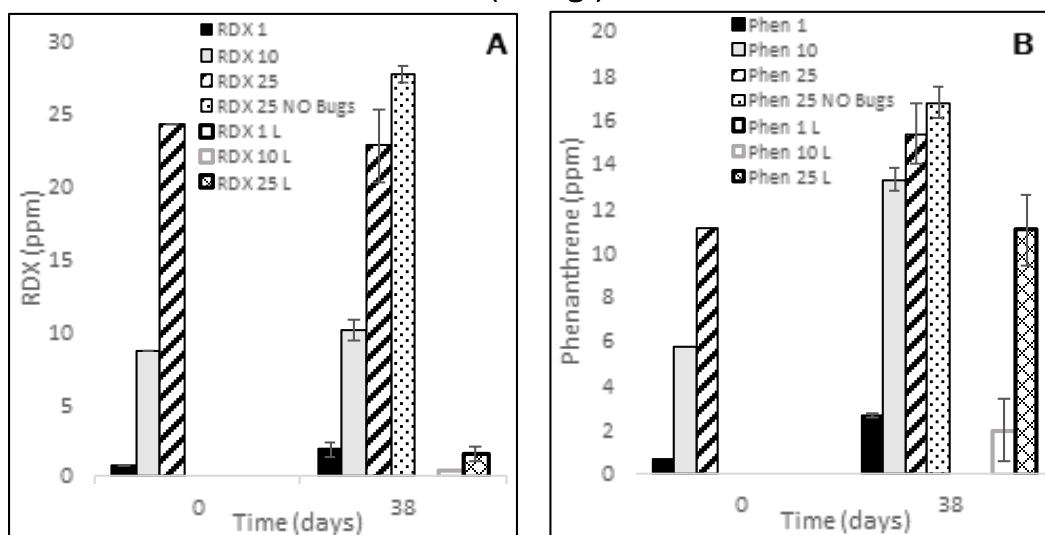 A
RDX 1
RDX 10
RDX 25
RDX 25 NO Bugs
RDX 1 L
RDX 10 L
RDX 25 L
30
25
20
15
10
5
0
RDX (ppm)
0
38
Time (days)
B
Phen 1
Phen 10
Phen 25
Phen 25 NO Bugs
Phen 1 L
Phen 10 L
Phen 25 L
20
18
16
14
12
10
8
6
4
2
0
Phenanthrene (ppm)
0
38
Time (days)